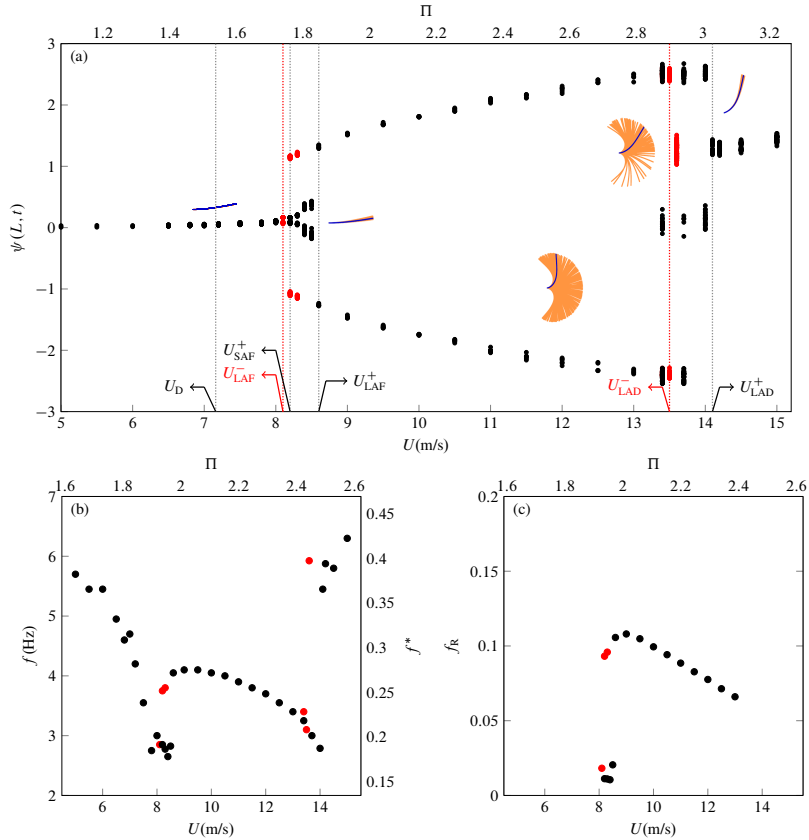 Π
1.2 1.4 1.6 1.8 2 2.2 2.4 2.6 2.8 3 3.2
(a)
3
2
1
0
−1
−2
−3
ψ(L, t)
U_D
U^+_SAF
U^−_LAF
U^+_LAF
U^−_LAD
U^+_LAD
5 6 7 8 9 10 11 12 13 14 15
U(m/s)
Π
1.6 1.8 2 2.2 2.4 2.6
(b)
7
6
5
4
3
2
f(Hz)
0.45
0.4
0.35
0.3
0.25
0.2
0.15
f*
6 8 10 12 14
U(m/s)
Π
1.6 1.8 2 2.2 2.4 2.6
(c)
0.2
0.15
0.1
0.05
0
f_R
6 8 10 12 14
U(m/s)